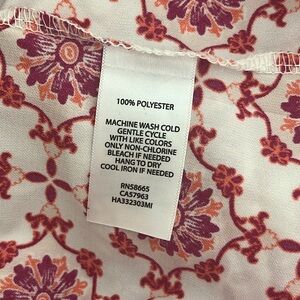 100% POLYESTER
MACHINE WASH COLD
GENTLE CYCLE
WITH LIKE COLORS
ONLY NON-CHLORINE
BLEACH IF NEEDED
HANG TO DRY
COOL IRON IF NEEDED
RN58665
CA57963
HA332303MI